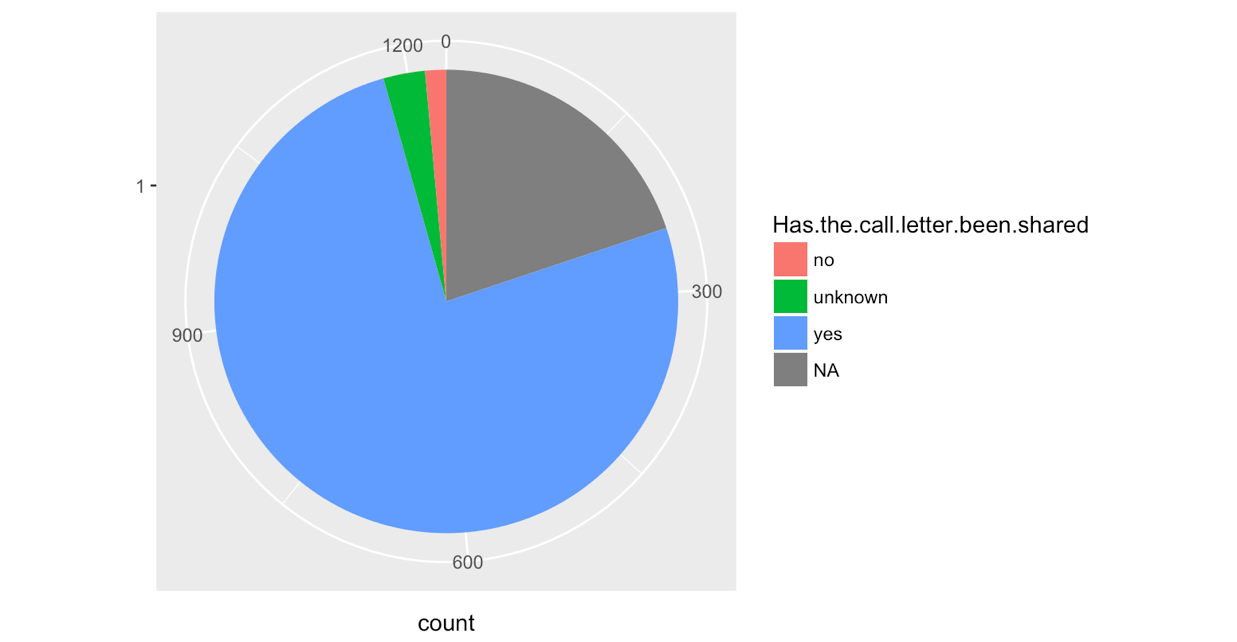 1200
0
1
300
900
600
count
Has.the.call.letter.been.shared
no
unknown
yes
NA